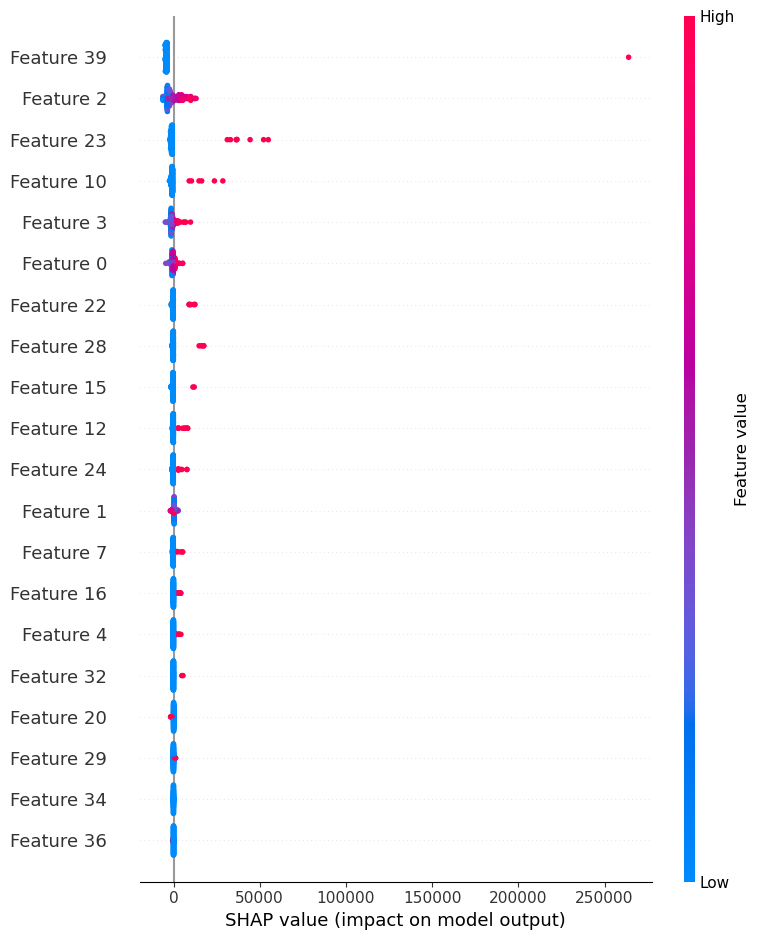 High
Feature 39
Feature 2
Feature 23
Feature 10
Feature 3
Feature 0
Feature 22
Feature 28
Feature 15
Feature 12
Feature 24
Feature 1
Feature 7
Feature 16
Feature 4
Feature 32
Feature 20
Feature 29
Feature 34
Feature 36
Feature value
Low
0 50000 100000 150000 200000 250000
SHAP value (impact on model output)